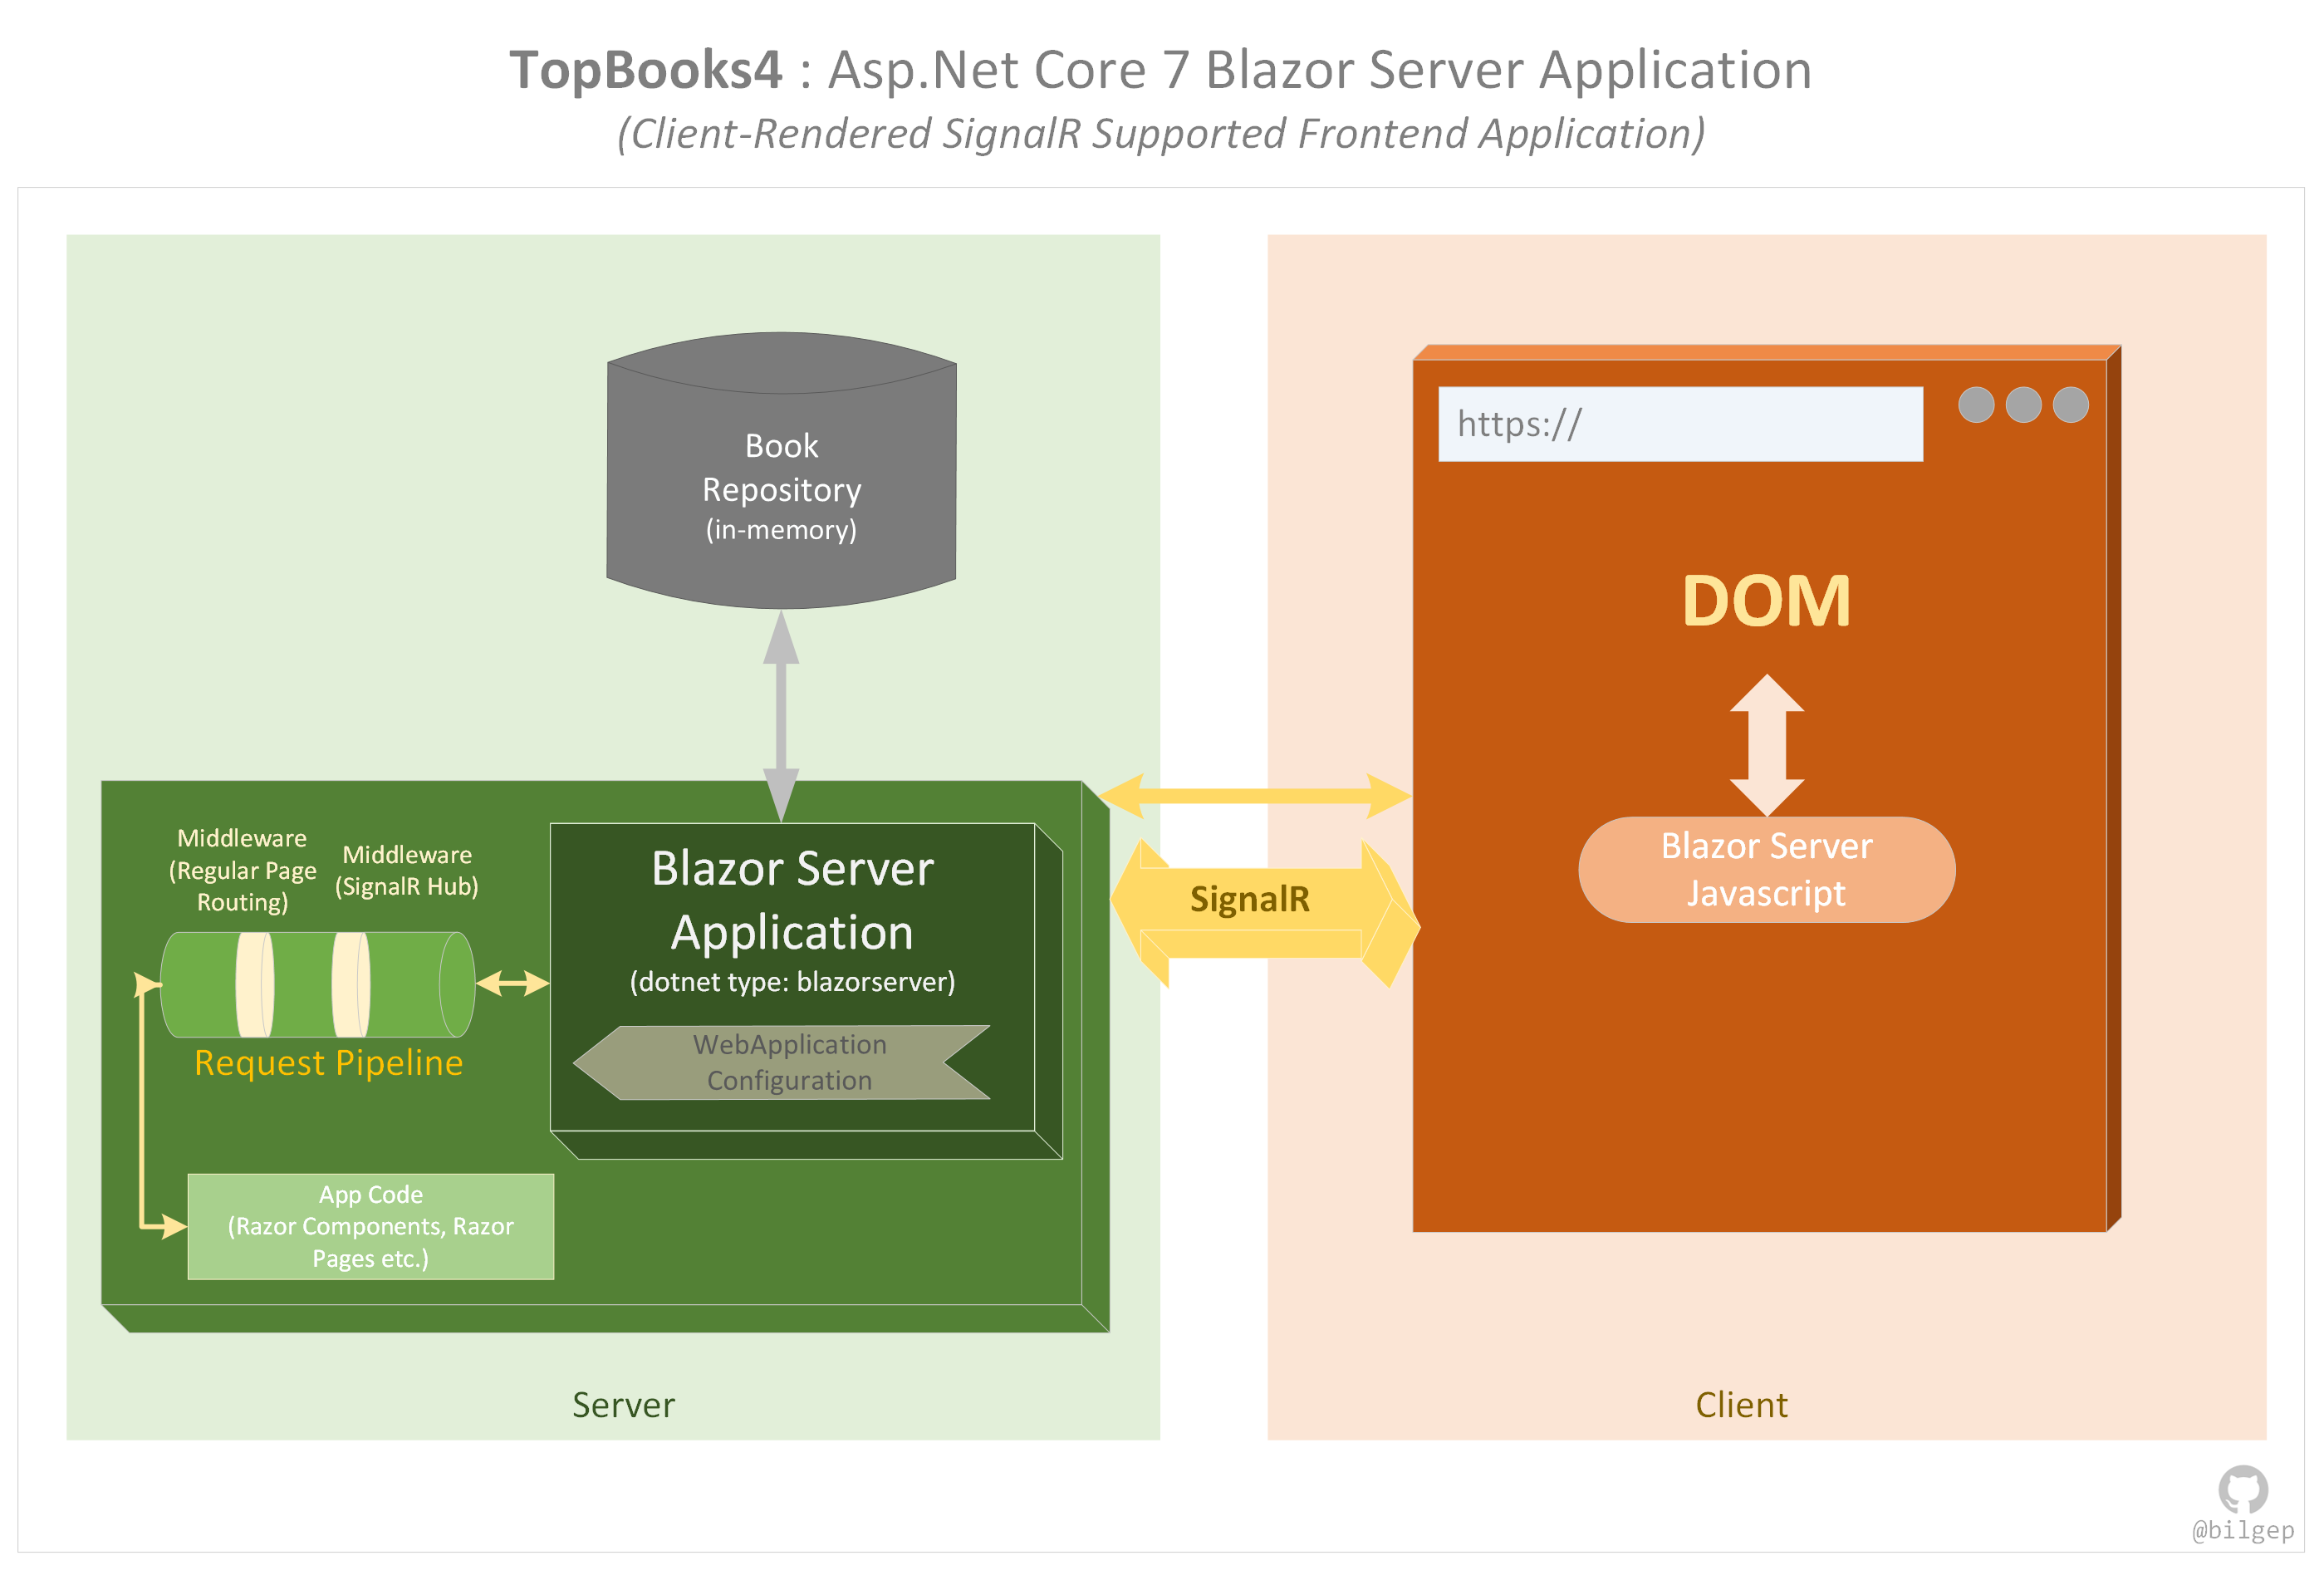 TopBooks4 : Asp.Net Core 7 Blazor Server Application
(Client-Rendered SignalR Supported Frontend Application)
Book
Repository
(in-memory)
Middleware
(Regular Page
Routing)
Middleware
(SignalR Hub)
Request Pipeline
Blazor Server
Application
(dotnet type: blazorserver)
WebApplication
Configuration
App Code
(Razor Components, Razor
Pages etc.)
Server
SignalR
https://
DOM
Blazor Server
Javascript
Client
@bilgep